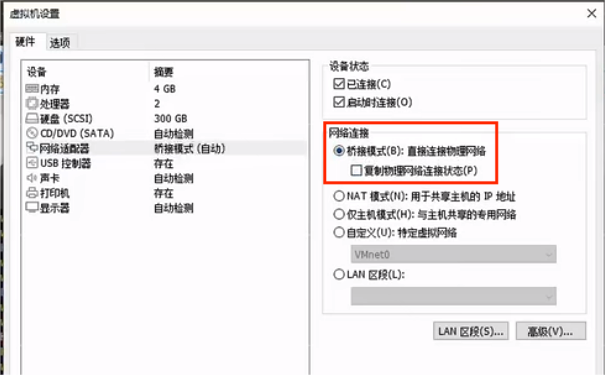 虚拟机设置
硬件 选项
设备 摘要
内存 4 GB
处理器 2
硬盘 (SCSI) 300 GB
CD/DVD (SATA) 自动检测
网络适配器 桥接模式 (自动)
USB 控制器 存在
声卡 自动检测
打印机 存在
显示器 自动检测
设备状态
已连接(C)
启动时连接(O)
网络连接
桥接模式(B): 直接连接物理网络
复制物理网络连接状态(P)
NAT 模式(N): 用于共享主机的 IP 地址
仅主机模式(H): 与主机共享的专用网络
自定义(U): 特定虚拟网络
VMnet0
LAN 区段(L):
LAN 区段(S)... 高级(V)...